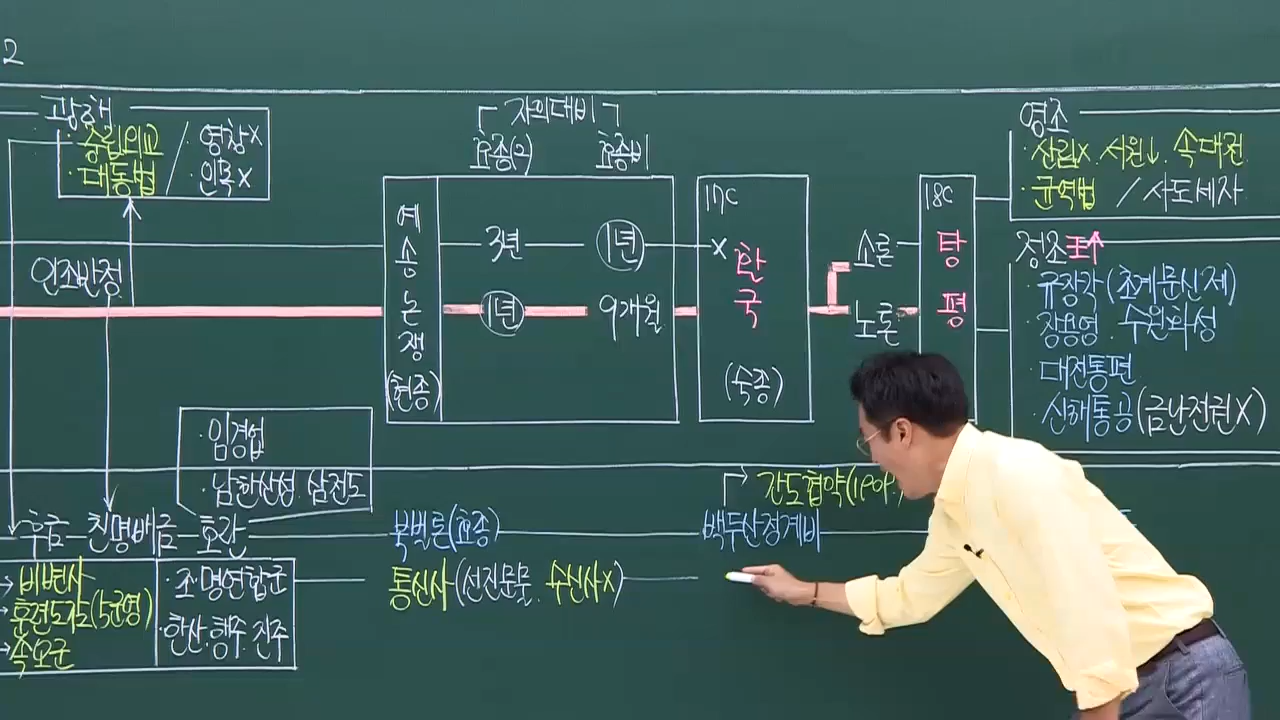 2
광해
· 중립외교 / 영창X
· 대동법 / 인목X
인조반정
자의대비
효종(2) 효종비
예송논쟁
(현종)
3년 1년 X
1년 9개월
17C
환국
(숙종)
소론
노론
18C
탕평
영조
· 산림X. 서원↓. 속대전
· 균역법 / 사도세자
정조 王↑
· 규장각(초계문신제)
· 장용영. 수원화성
· 대전통편
· 신해통공(금난전권X)
· 임경업
· 남한산성. 삼전도
후금 친명배금 호란
북벌론(효종)
간도협약(1909.
백두산정계비
→ 비변사
→ 훈련도감(5군영)
→ 속오군
· 조명연합군
· 한산.행주.진주
통신사(선진문물. 수신사X)